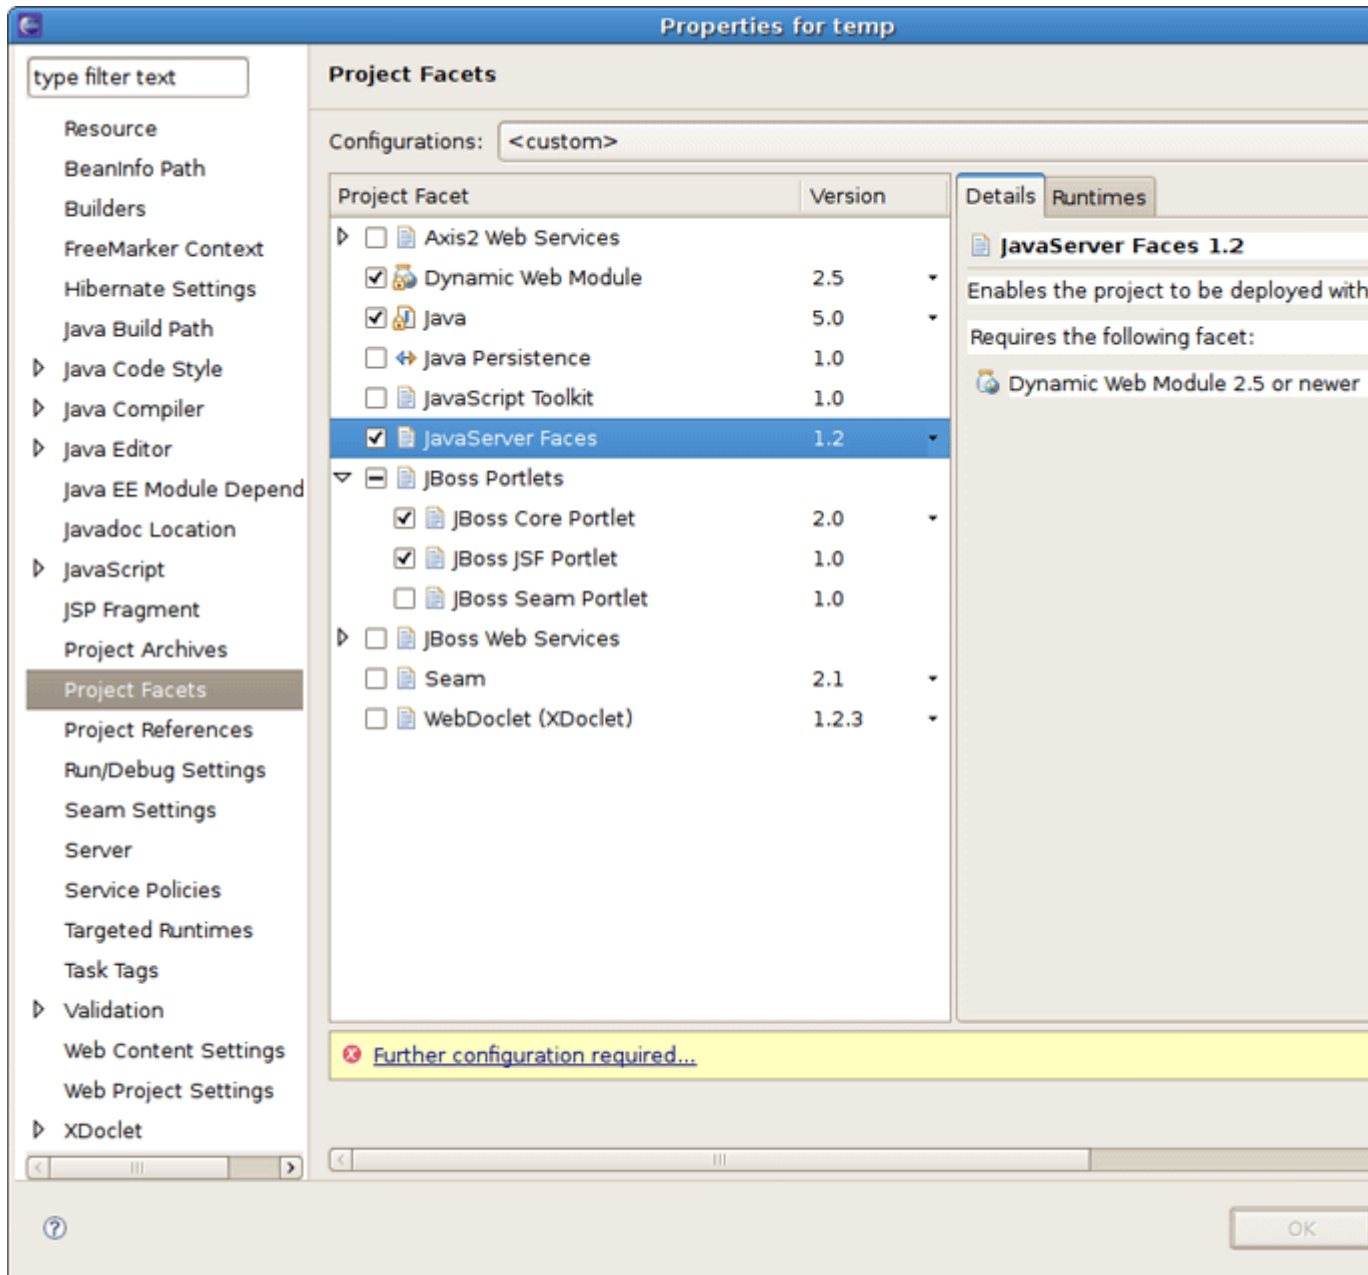 Properties for temp
type filter text
Resource
BeanInfo Path
Builders
FreeMarker Context
Hibernate Settings
Java Build Path
Java Code Style
Java Compiler
Java Editor
Java EE Module Depend
Javadoc Location
JavaScript
JSP Fragment
Project Archives
Project Facets
Project References
Run/Debug Settings
Seam Settings
Server
Service Policies
Targeted Runtimes
Task Tags
Validation
Web Content Settings
Web Project Settings
XDoclet
Project Facets
Configurations: <custom>
Project Facet Version
Axis2 Web Services
Dynamic Web Module 2.5
Java 5.0
Java Persistence 1.0
JavaScript Toolkit 1.0
JavaServer Faces 1.2
JBoss Portlets
JBoss Core Portlet 2.0
JBoss JSF Portlet 1.0
JBoss Seam Portlet 1.0
JBoss Web Services
Seam 2.1
WebDoclet (XDoclet) 1.2.3
Details Runtimes
JavaServer Faces 1.2
Enables the project to be deployed with
Requires the following facet:
Dynamic Web Module 2.5 or newer
Further configuration required...
OK